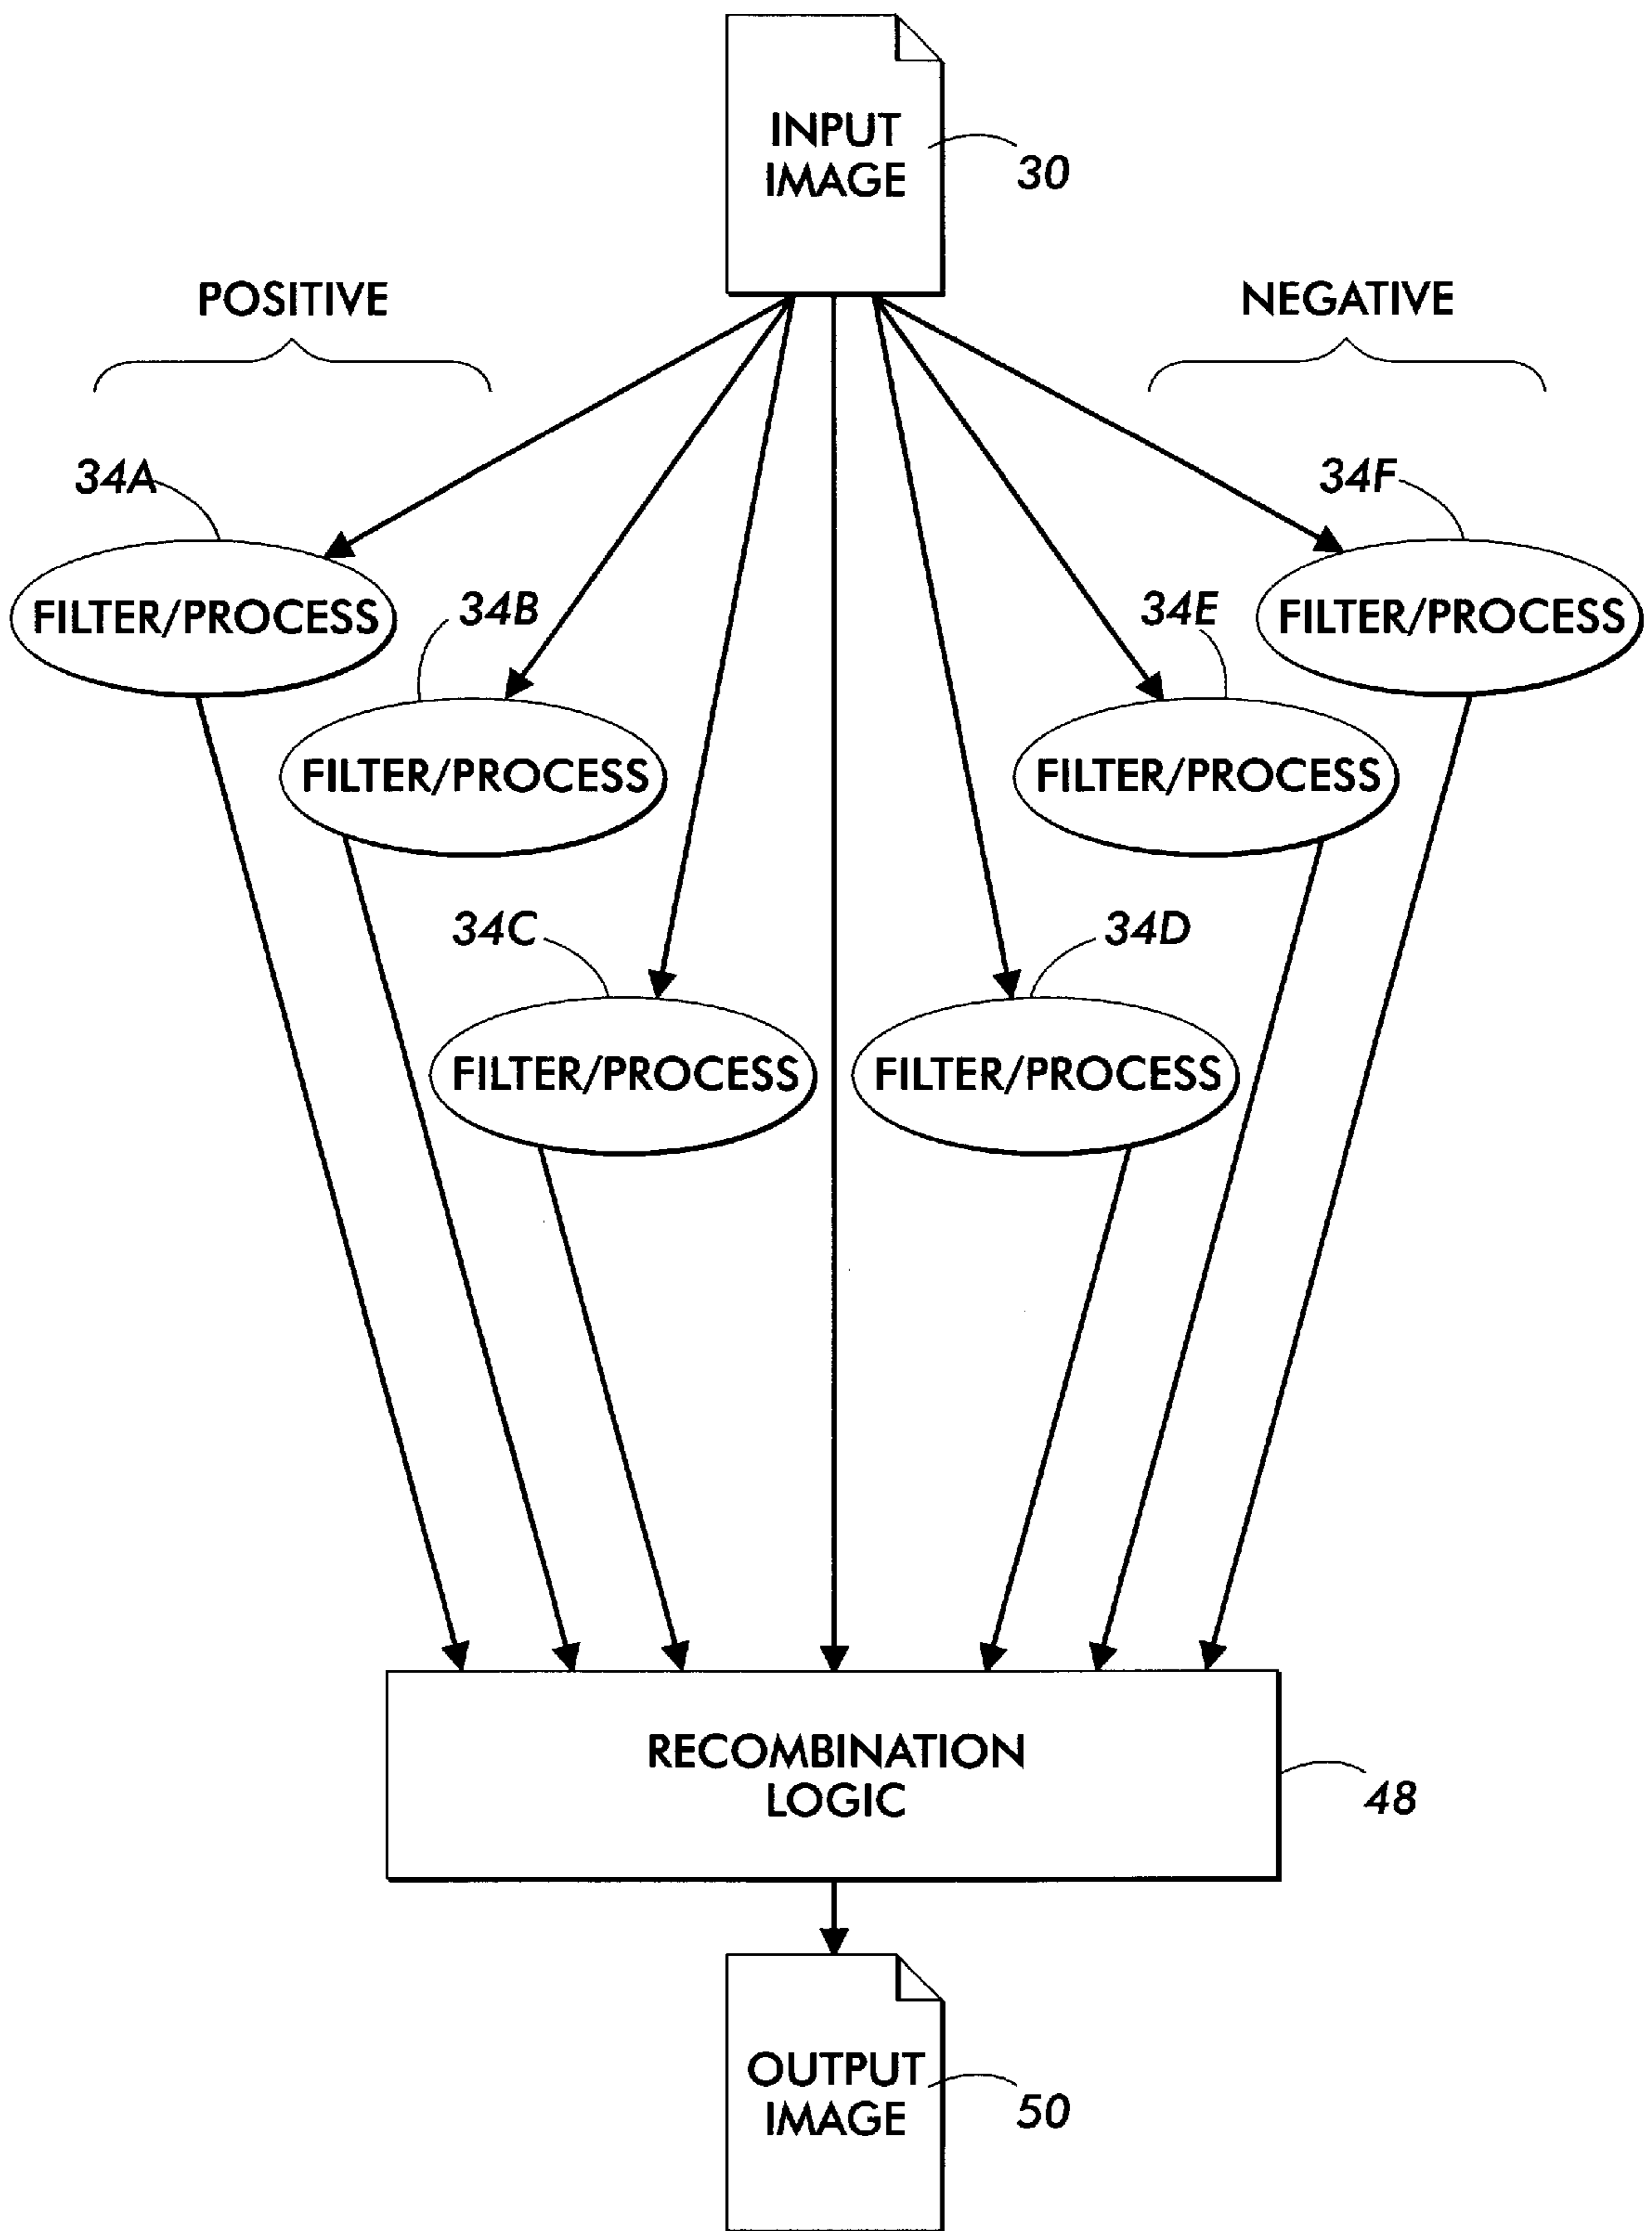 INPUT
IMAGE
30
POSITIVE
NEGATIVE
34A
34F
FILTER/PROCESS
34B
34E
FILTER/PROCESS
FILTER/PROCESS
FILTER/PROCESS
34C
34D
FILTER/PROCESS
FILTER/PROCESS
RECOMBINATION
LOGIC
48
OUTPUT
IMAGE
50